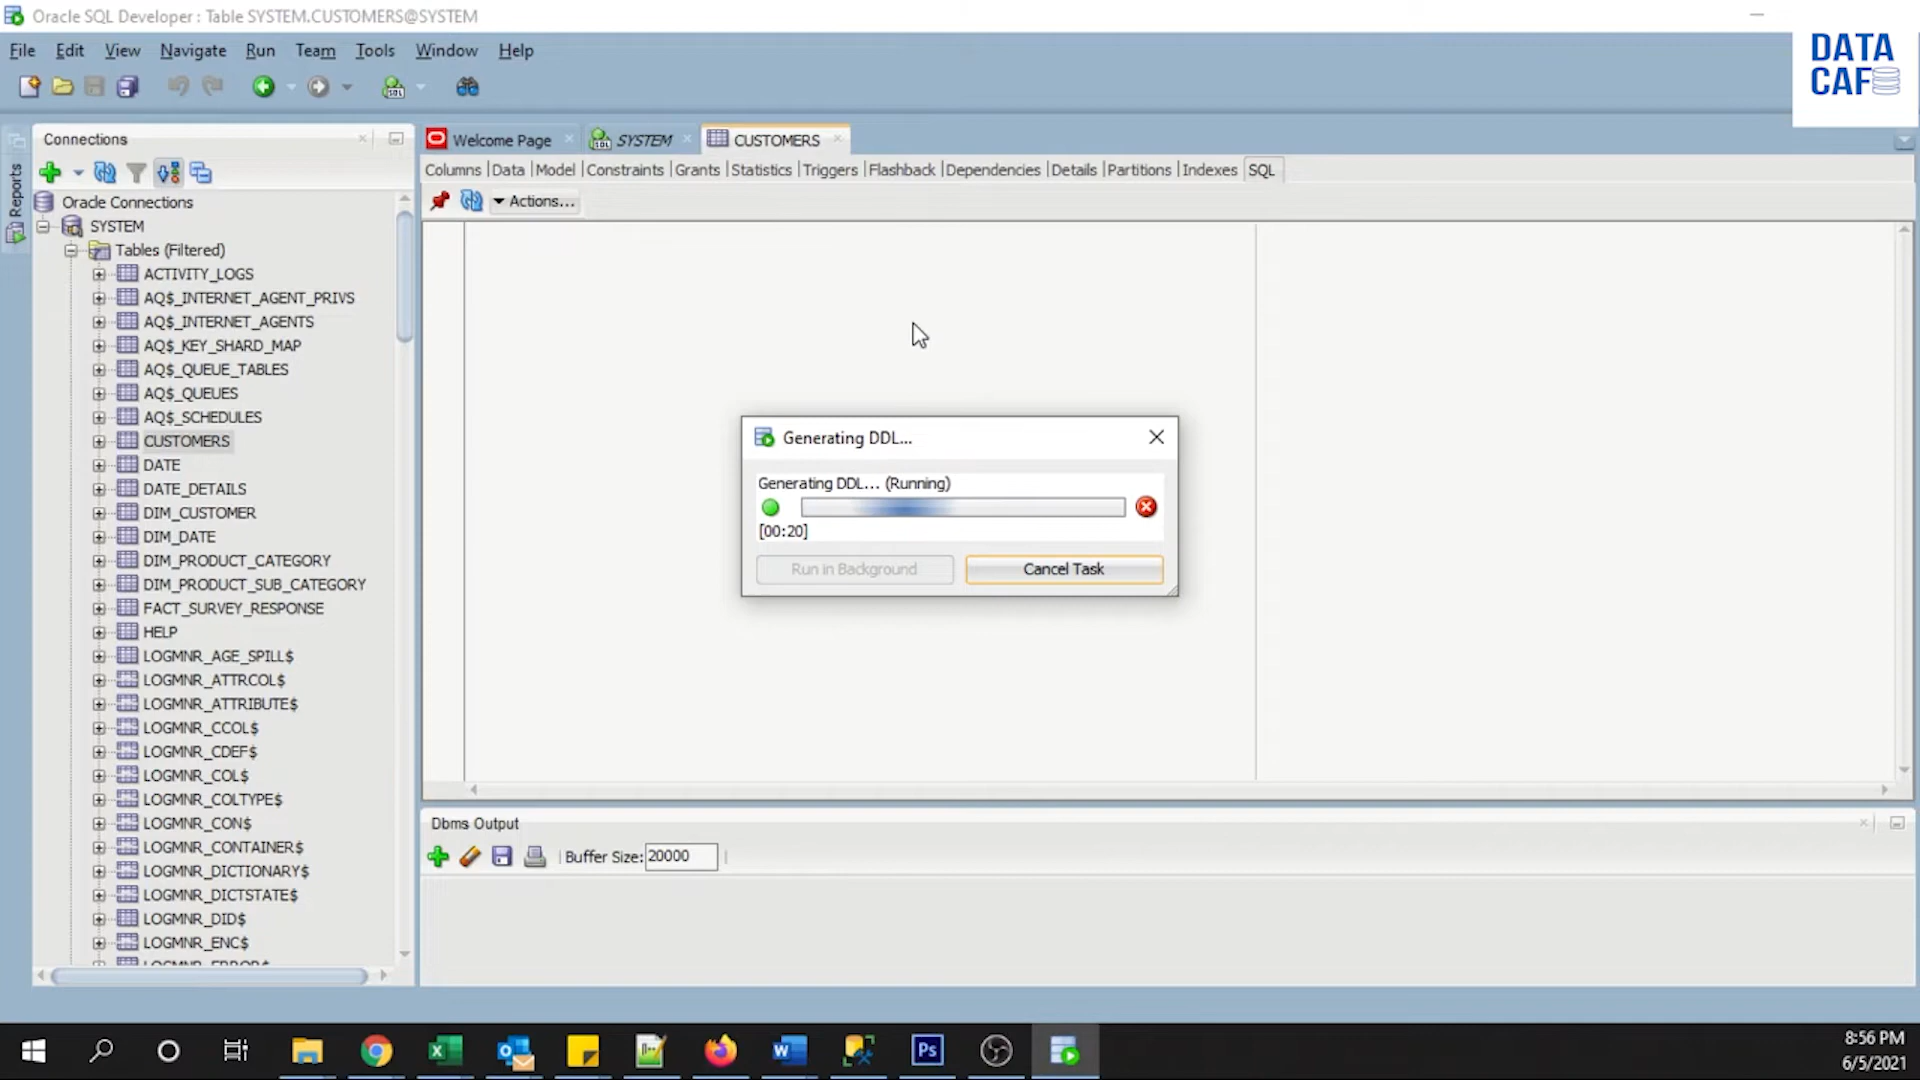 Oracle SQL Developer : Table SYSTEM.CUSTOMERS@SYSTEM
File Edit View Navigate Run Team Tools Window Help
DATA
CAF
Reports
Connections
Welcome Page
SYSTEM
CUSTOMERS
Columns Data Model Constraints Grants Statistics Triggers Flashback Dependencies Details Partitions Indexes SQL
Actions...
Oracle Connections
SYSTEM
Tables (Filtered)
ACTIVITY_LOGS
AQ$_INTERNET_AGENT_PRIVS
AQ$_INTERNET_AGENTS
AQ$_KEY_SHARD_MAP
AQ$_QUEUE_TABLES
AQ$_QUEUES
AQ$_SCHEDULES
CUSTOMERS
DATE
DATE_DETAILS
DIM_CUSTOMER
DIM_DATE
DIM_PRODUCT_CATEGORY
DIM_PRODUCT_SUB_CATEGORY
FACT_SURVEY_RESPONSE
HELP
LOGMNR_AGE_SPILL$
LOGMNR_ATTRCOL$
LOGMNR_ATTRIBUTE$
LOGMNR_CCOL$
LOGMNR_CDEF$
LOGMNR_COL$
LOGMNR_COLTYPE$
LOGMNR_CON$
LOGMNR_CONTAINER$
LOGMNR_DICTIONARY$
LOGMNR_DICTSTATE$
LOGMNR_DID$
LOGMNR_ENC$
LOGMNR_ERROR$
Generating DDL...
Generating DDL... (Running)
[00:20]
Run in Background
Cancel Task
Dbms Output
Buffer Size: 20000
8:56 PM
6/5/2021